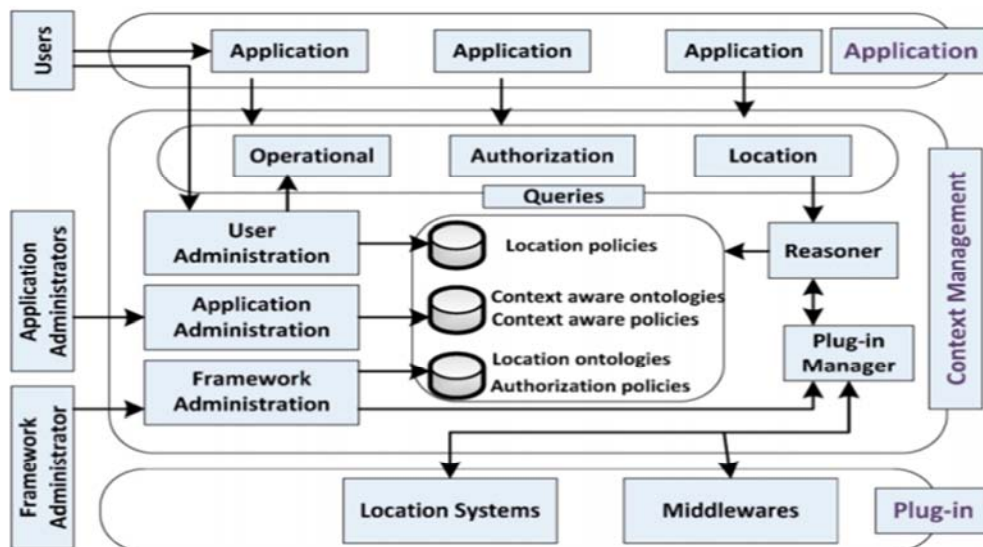 Users
Application
Application
Application
Application
Operational
Authorization
Location
Queries
Context Management
User
Administration
Location policies
Reasoner
Application
Administrators
Application
Administration
Context aware ontologies
Context aware policies
Plug-in
Manager
Framework
Administration
Location ontologies
Authorization policies
Framework
Administrator
Location Systems
Middlewares
Plug-in